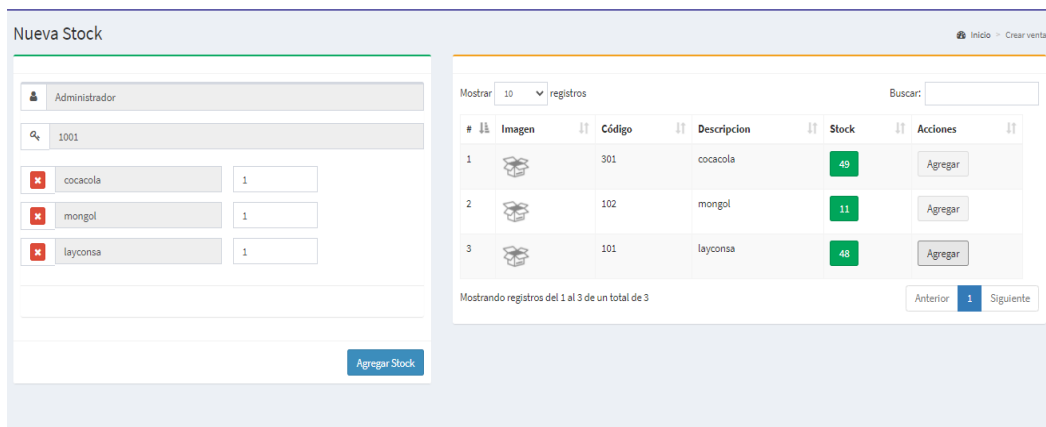 Nueva Stock
Inicio > Crear venta
Administrador
1001
cocacola 1
mongol 1
layconsa 1
Agregar Stock
Mostrar 10 registros Buscar:
# Imagen Código Descripcion Stock Acciones
1 301 cocacola 49 Agregar
2 102 mongol 11 Agregar
3 101 layconsa 48 Agregar
Mostrando registros del 1 al 3 de un total de 3 Anterior 1 Siguiente